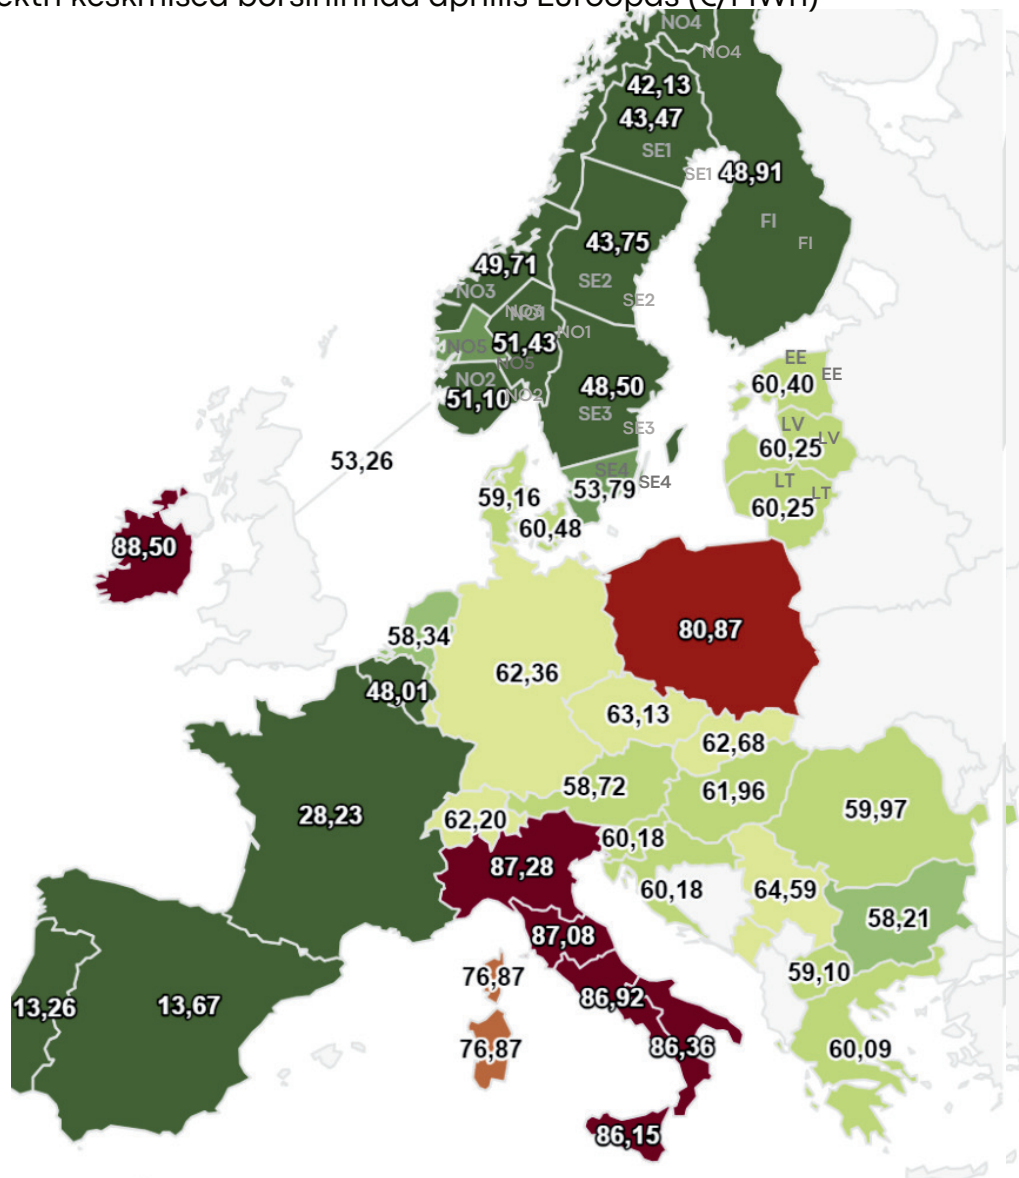 keskmised börsihinnad aprillis Euroopas (€/MWh)
NO4
NO4
42,13
43,47
SE1
SE1
48,91
FI
FI
43,75
49,71
SE2
NO3
SE2
NO3
NO1
NO1
51,43
NO5
EE
NO5
EE
NO2
60,40
48,50
51,10
NO2
SE3
LV
SE3
LV
60,25
53,26
SE4
LT
SE4
53,79
LT
59,16
60,25
60,48
88,50
80,87
58,34
62,36
48,01
63,13
62,68
58,72
61,96
28,23
59,97
62,20
60,18
87,28
60,18
64,59
58,21
87,08
59,10
76,87
86,92
13,26
13,67
76,87
86,36
60,09
86,15